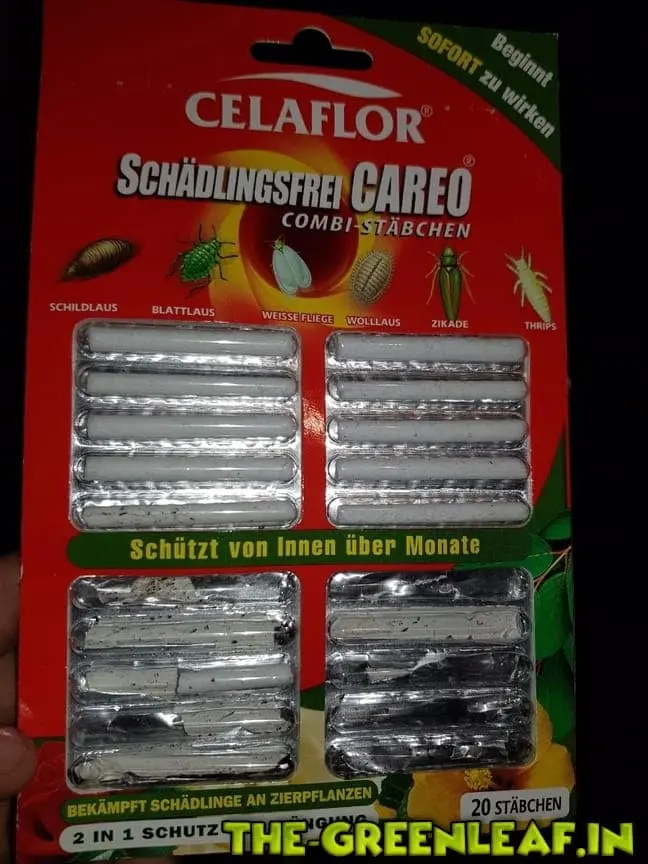 Beginnt
SOFORT zu wirken
CELAFLOR®
SCHÄDLINGSFREI CAREO®
COMBI-STÄBCHEN
SCHILDLAUS BLATTLAUS WEISSE FLIEGE WOLLLAUS ZIKADE THRIPS
Schützt von Innen über Monate
BEKÄMPFT SCHÄDLINGE AN ZIERPFLANZEN
20 STÄBCHEN
2 IN 1 SCHUTZ
THE-GREENLEAF.IN